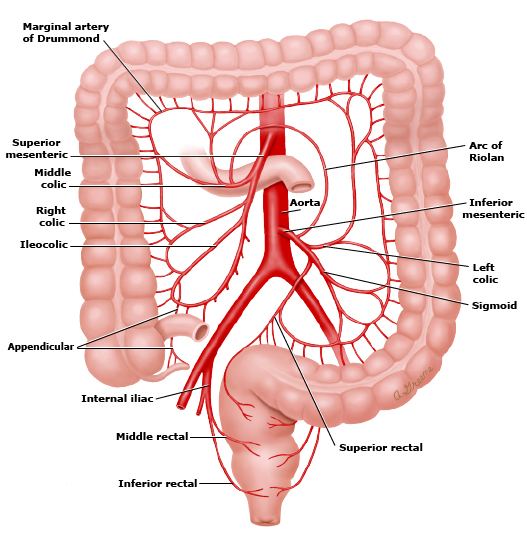 Marginal artery
of Drummond
Superior
mesenteric
Middle
colic
Right
colic
Ileocolic
Appendicular
Internal iliac
Middle rectal
Inferior rectal
Aorta
Arc of
Riolan
Inferior
mesenteric
Left
colic
Sigmoid
Superior rectal